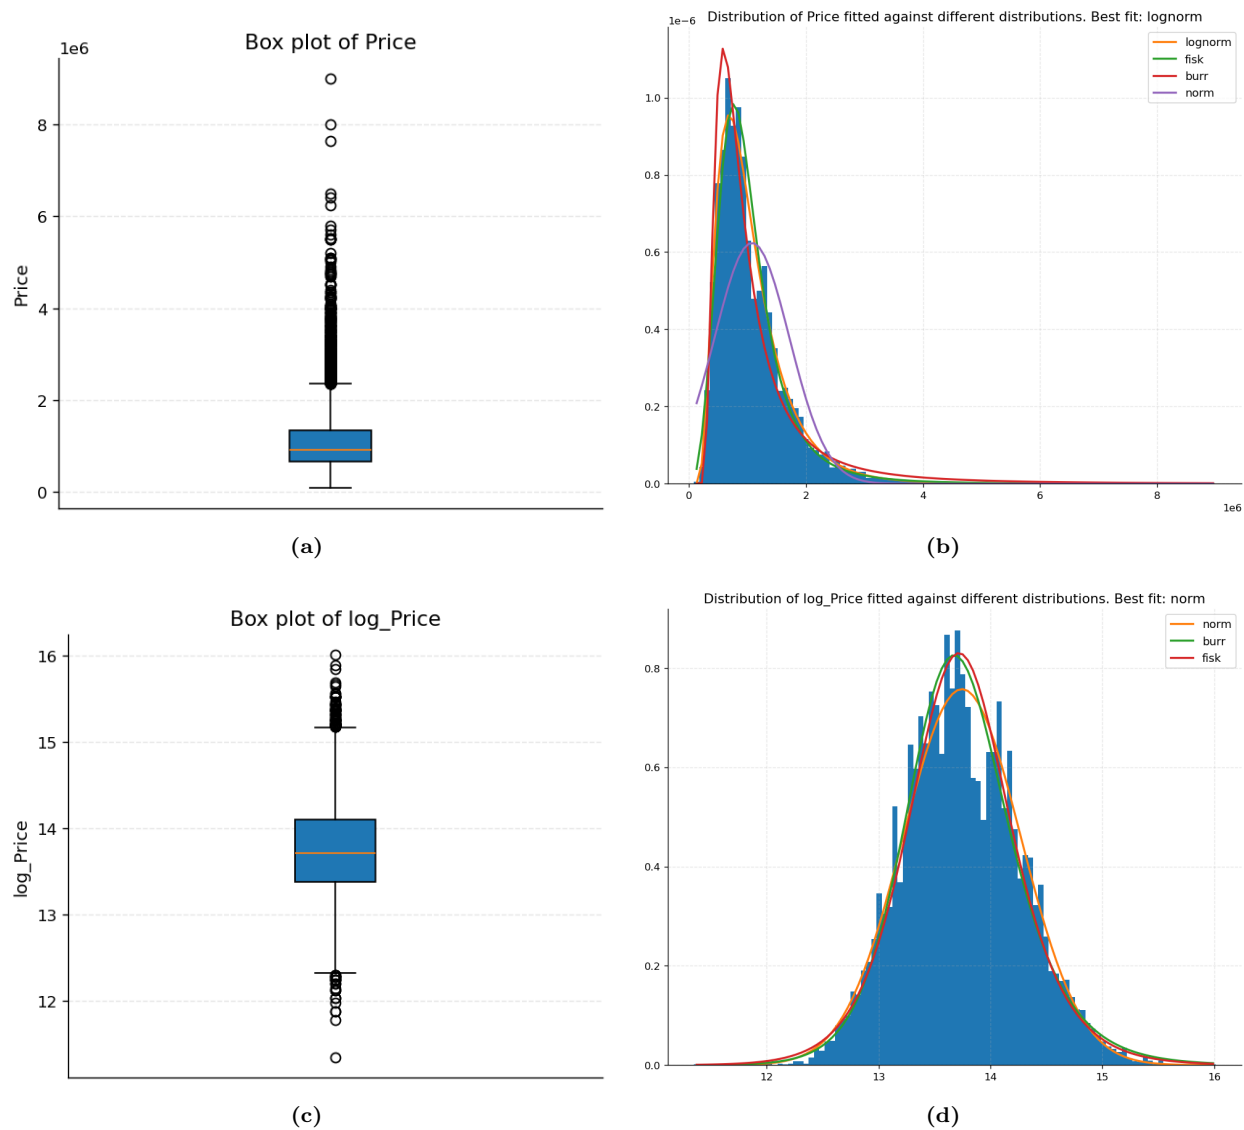 Box plot of Price
1e6
8
6
4
2
0
Price
(a)
Distribution of Price fitted against different distributions. Best fit: lognorm
1e−6
lognorm
fisk
burr
norm
1.0
0.8
0.6
0.4
0.2
0.0
0 2 4 6 8
1e6
(b)
Box plot of log_Price
16
15
14
13
12
log_Price
(c)
Distribution of log_Price fitted against different distributions. Best fit: norm
norm
burr
fisk
0.8
0.6
0.4
0.2
0.0
12 13 14 15 16
(d)